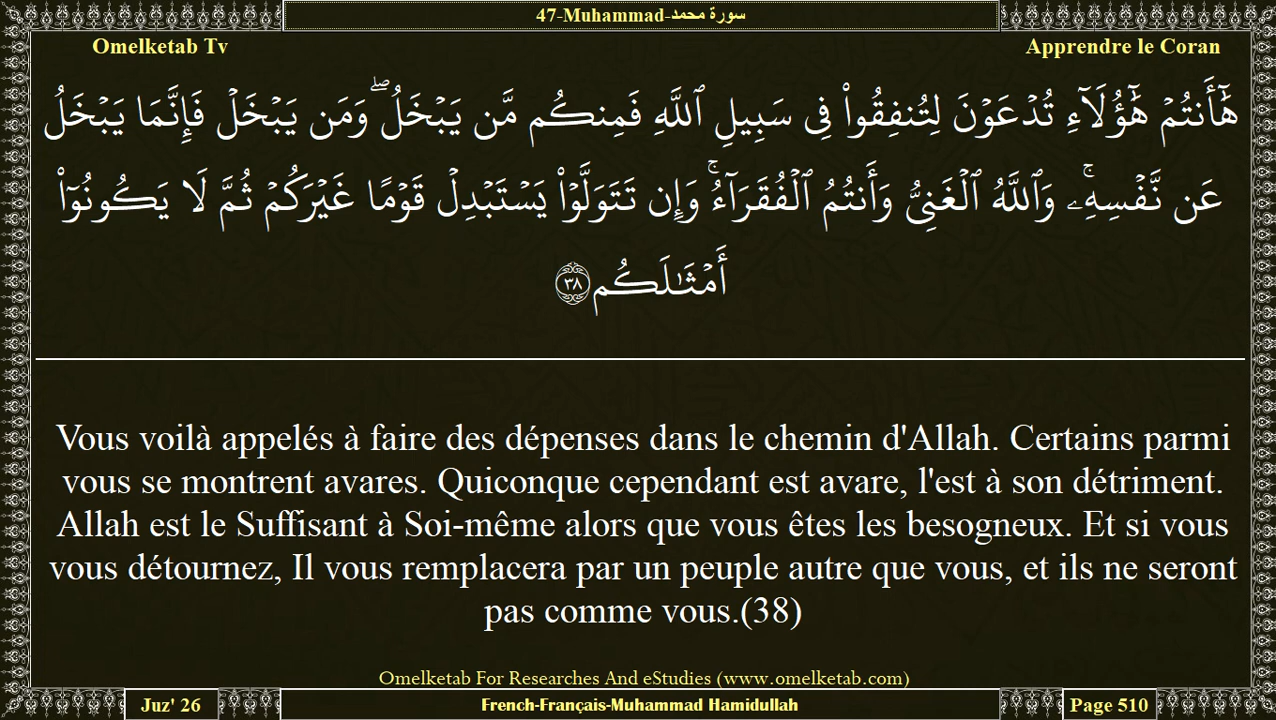 47-Muhammad-سورة محمد
Omelketab Tv
Apprendre le Coran
هَٰٓأَنتُمْ هَٰٓؤُلَآءِ تُدْعَوْنَ لِتُنفِقُوا۟ فِى سَبِيلِ ٱللَّهِ فَمِنكُم مَّن يَبْخَلُ ۖ وَمَن يَبْخَلْ فَإِنَّمَا يَبْخَلُ
عَن نَّفْسِهِۦ ۚ وَٱللَّهُ ٱلْغَنِىُّ وَأَنتُمُ ٱلْفُقَرَآءُ ۚ وَإِن تَتَوَلَّوْا۟ يَسْتَبْدِلْ قَوْمًا غَيْرَكُمْ ثُمَّ لَا يَكُونُوٓا۟
أَمْثَٰلَكُم ٣٨
Vous voilà appelés à faire des dépenses dans le chemin d'Allah. Certains parmi
vous se montrent avares. Quiconque cependant est avare, l'est à son détriment.
Allah est le Suffisant à Soi-même alors que vous êtes les besogneux. Et si vous
vous détournez, Il vous remplacera par un peuple autre que vous, et ils ne seront
pas comme vous.(38)
Omelketab For Researches And eStudies (www.omelketab.com)
Juz' 26
French-Français-Muhammad Hamidullah
Page 510